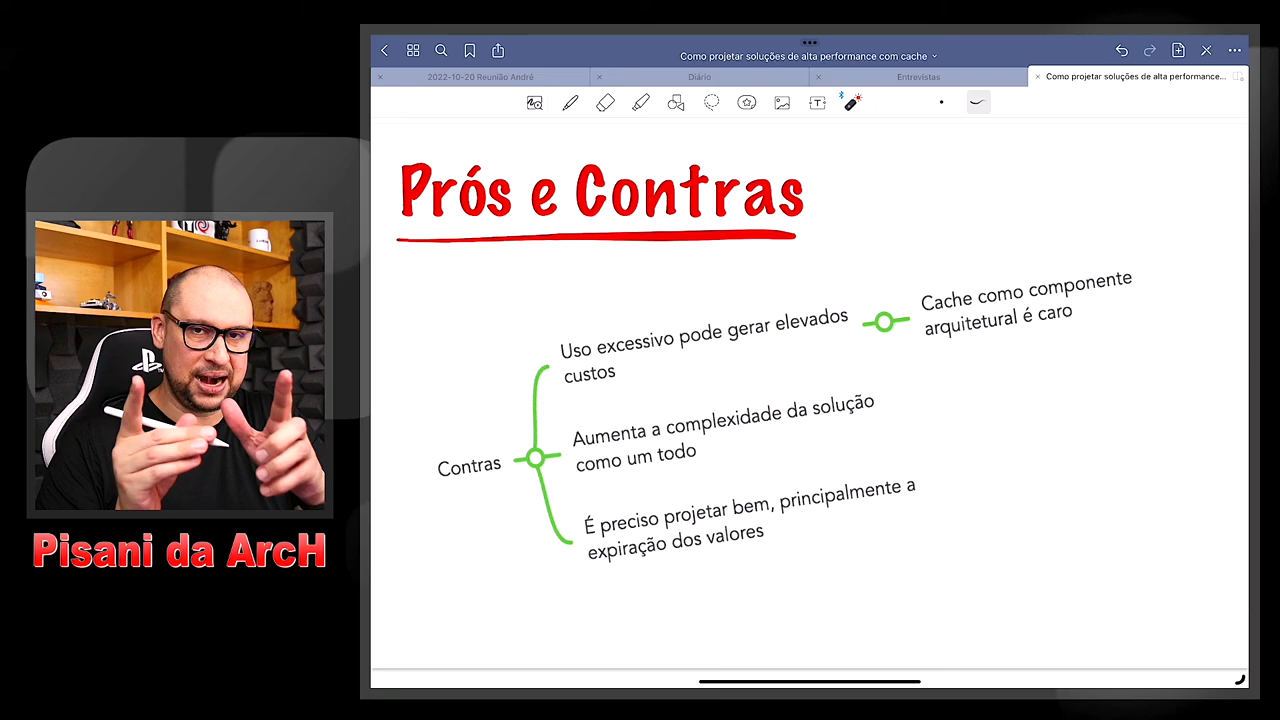 Como projetar soluções de alta performance com cache
2022-10-20 Reunião André
Diário
Entrevistas
Como projetar soluções de alta performance...
T
Prós e Contras
Cache como componente
arquitetural é caro
Uso excessivo pode gerar elevados
custos
Aumenta a complexidade da solução
como um todo
Contras
É preciso projetar bem, principalmente a
expiração dos valores
Pisani da ArcH